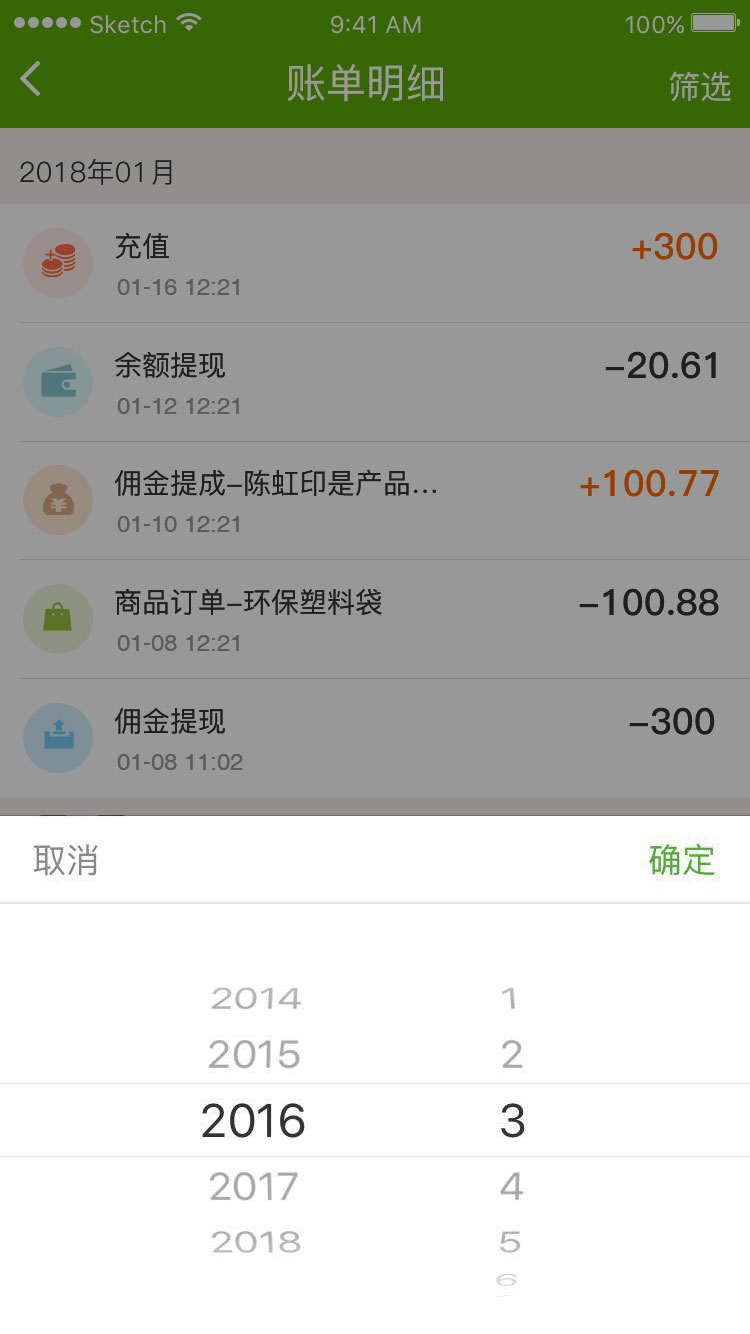 Sketch 9:41 AM 100%
账单明细 筛选
2018年01月
充值 +300
01-16 12:21
余额提现 –20.61
01-12 12:21
佣金提成–陈虹印是产品... +100.77
01-10 12:21
商品订单–环保塑料袋 –100.88
01-08 12:21
佣金提现 –300
01-08 11:02
取消 确定
2014 1
2015 2
2016 3
2017 4
2018 5
6